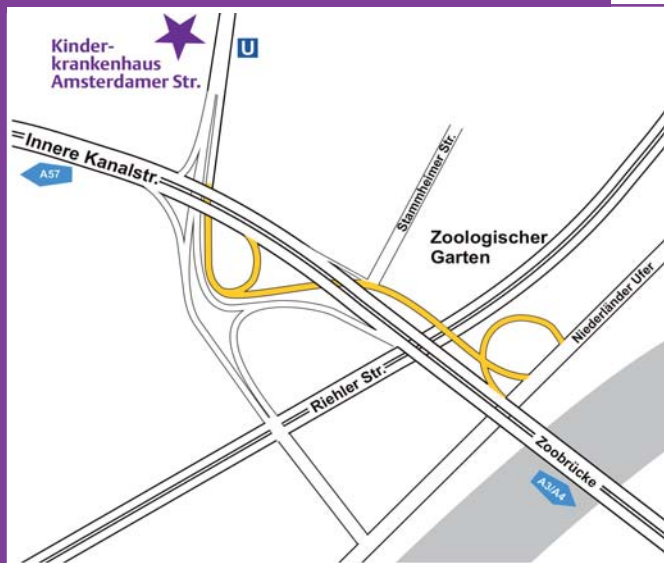 Kinder-
krankenhaus
Amsterdamer Str.
U
Innere Kanalstr.
A57
Stammheimer Str.
Zoologischer
Garten
Niederländer Ufer
Riehler Str.
Zoobrücke
A3/A4